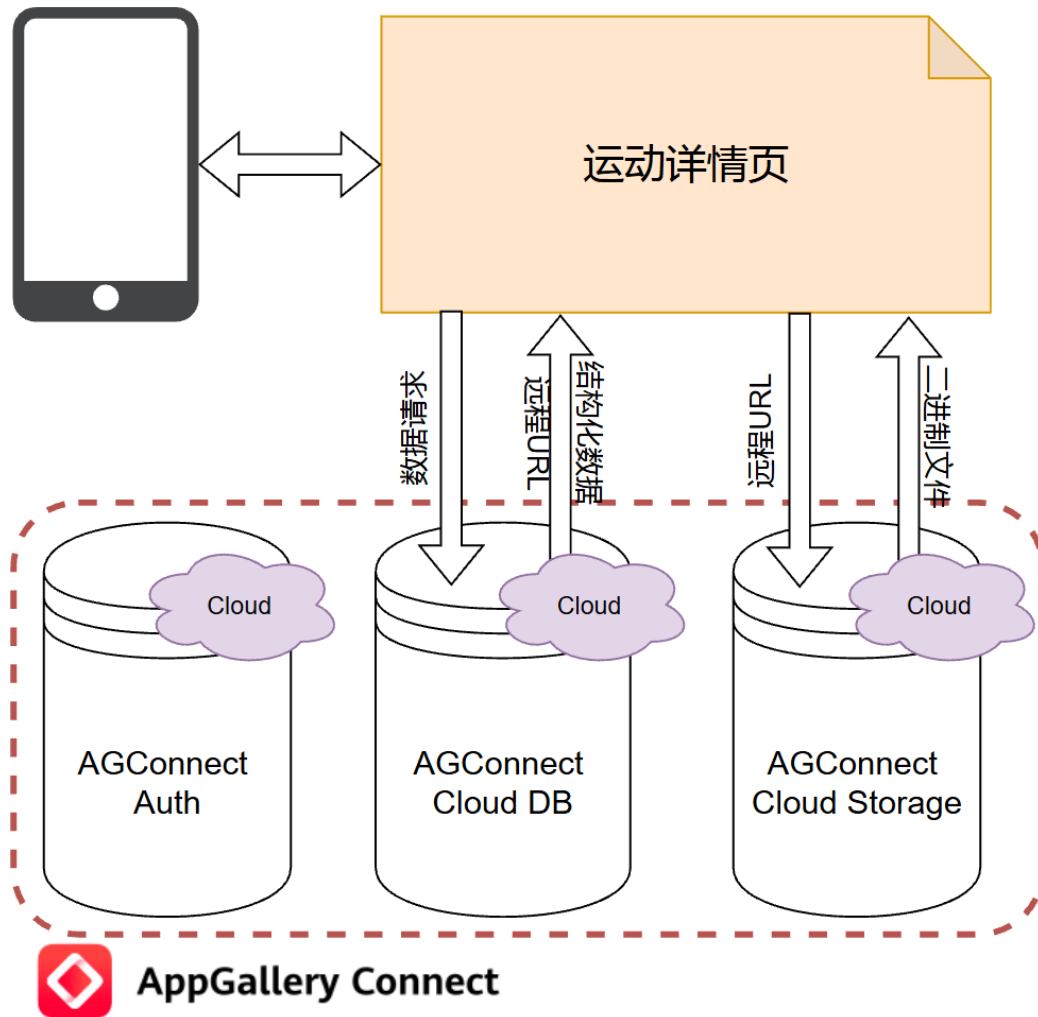 运动详情页
数据请求
远程URL
结构化数据
远程URL
二进制文件
Cloud
Cloud
Cloud
AGConnect
Auth
AGConnect
Cloud DB
AGConnect
Cloud Storage
AppGallery Connect